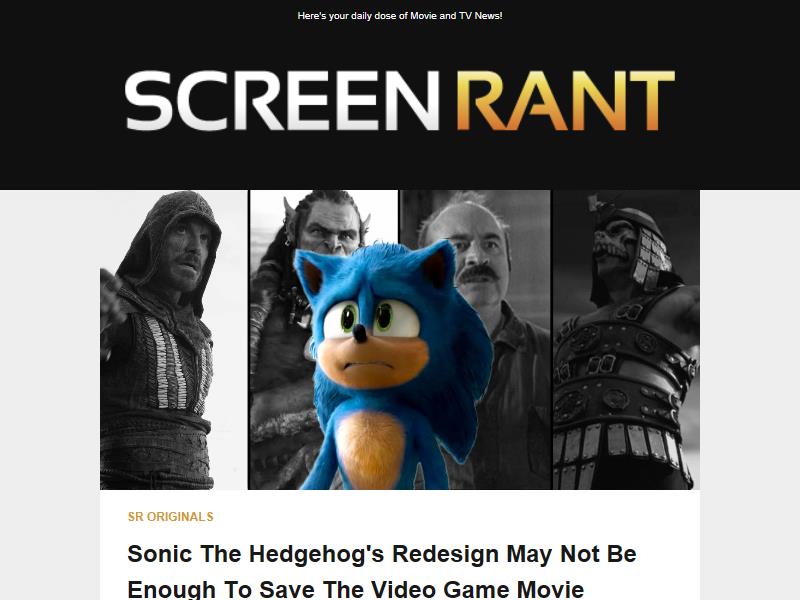 Here's your daily dose of Movie and TV News!
SCREEN RANT
SR ORIGINALS
Sonic The Hedgehog's Redesign May Not Be
Enough To Save The Video Game Movie